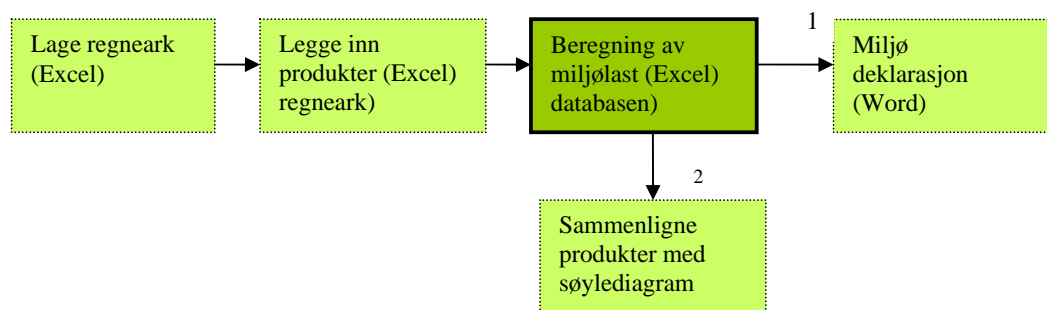 Lage regneark
(Excel)
Legge inn
produkter (Excel)
regneark)
Beregning av
miljølast (Excel)
databasen)
1
Miljø
deklarasjon
(Word)
2
Sammenligne
produkter med
søylediagram